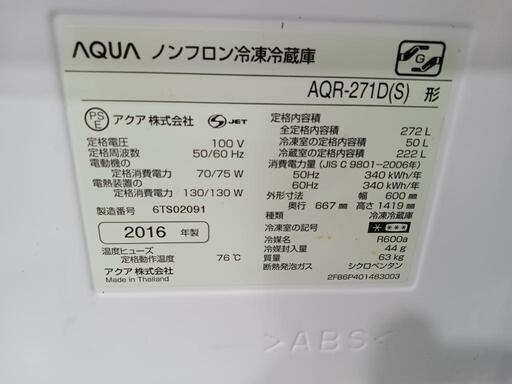 AQUA ノンフロン冷凍冷蔵庫
G
AQR-271D(S) 形
PSE アクア株式会社 S JET
定格電圧 100 V
定格周波数 50/60 Hz
電動機の
定格消費電力 70/75 W
電熱装置の
定格消費電力 130/130 W
製造番号 6TS02091
2016 年製
温度ヒューズ
定格動作温度 76℃
アクア株式会社
Made in Thailand
定格内容積
全定格内容積 272 L
冷凍室の定格内容積 50 L
冷蔵室の定格内容積 222 L
消費電力量 (JIS C 9801-2006年)
50Hz 340 kWh/年
60Hz 340 kWh/年
外形寸法 幅 600 mm
奥行 667 mm 高さ 1419 mm
種類 冷凍冷蔵庫
冷凍室の記号 ****
冷媒名 R600a
冷媒封入量 44 g
質量 63 kg
断熱発泡ガス シクロペンタン
2FB6P401483003
>ABS<